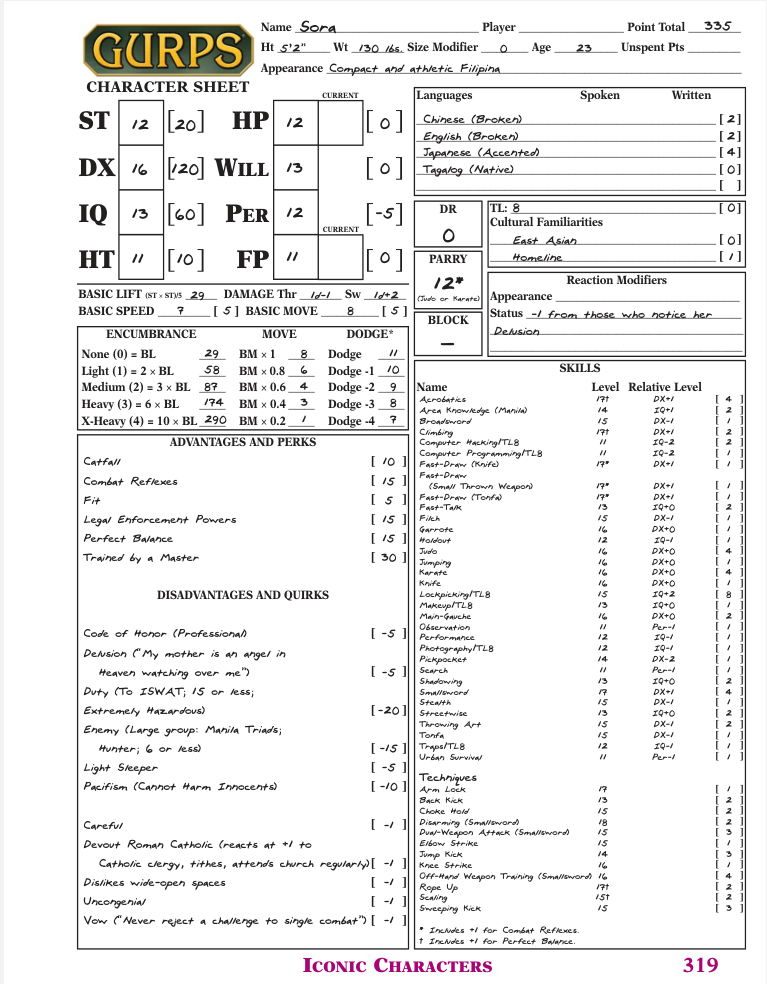 GURPS
CHARACTER SHEET
Name Sora Player Point Total 335
Ht 5'2" Wt 130 lbs. Size Modifier 0 Age 23 Unspent Pts
Appearance Compact and athletic Filipina
CURRENT
ST 12 [20] HP 12 [0]
DX 16 [120] WILL 13 [0]
IQ 13 [60] PER 12 [-5]
CURRENT
HT 11 [10] FP 11 [0]
BASIC LIFT (ST × ST)/5 29 DAMAGE Thr 1d-1 Sw 1d+2
BASIC SPEED 7 [5] BASIC MOVE 8 [5]
ENCUMBRANCE MOVE DODGE*
None (0) = BL 29 BM × 1 8 Dodge 11
Light (1) = 2 × BL 58 BM × 0.8 6 Dodge -1 10
Medium (2) = 3 × BL 87 BM × 0.6 4 Dodge -2 9
Heavy (3) = 6 × BL 174 BM × 0.4 3 Dodge -3 8
X-Heavy (4) = 10 × BL 290 BM × 0.2 1 Dodge -4 7
ADVANTAGES AND PERKS
Catfall [10]
Combat Reflexes [15]
Fit [5]
Legal Enforcement Powers [15]
Perfect Balance [15]
Trained by a Master [30]
DISADVANTAGES AND QUIRKS
Code of Honor (Professional) [-5]
Delusion ("My mother is an angel in
Heaven watching over me") [-5]
Duty (To ISWAT; 15 or less;
Extremely Hazardous) [-20]
Enemy (Large group: Manila Triads;
Hunter; 6 or less) [-15]
Light Sleeper [-5]
Pacifism (Cannot Harm Innocents) [-10]
Careful [-1]
Devout Roman Catholic (reacts at +1 to
Catholic clergy, tithes, attends church regularly) [-1]
Dislikes wide-open spaces [-1]
Uncongenial [-1]
Vow ("Never reject a challenge to single combat") [-1]
Languages Spoken Written
Chinese (Broken) [2]
English (Broken) [2]
Japanese (Accented) [4]
Tagalog (Native) [0]
[ ]
DR
0
PARRY
12*
(Judo or Karate)
BLOCK
—
TL: 8 [0]
Cultural Familiarities
East Asian [0]
Homeline [1]
Reaction Modifiers
Appearance
Status -1 from those who notice her
Delusion
SKILLS
Name Level Relative Level
Acrobatics 17† DX+1 [4]
Area Knowledge (Manila) 14 IQ+1 [2]
Broadsword 15 DX-1 [1]
Climbing 17† DX+1 [2]
Computer Hacking/TL8 11 IQ-2 [2]
Computer Programming/TL8 11 IQ-2 [1]
Fast-Draw (Knife) 17* DX+1 [1]
Fast-Draw
(Small Thrown Weapon) 17* DX+1 [1]
Fast-Draw (Tonfa) 17* DX+1 [1]
Fast-Talk 13 IQ+0 [2]
Filch 15 DX-1 [1]
Garrote 16 DX+0 [1]
Holdout 12 IQ-1 [1]
Judo 16 DX+0 [4]
Jumping 16 DX+0 [1]
Karate 16 DX+0 [4]
Knife 16 DX+0 [1]
Lockpicking/TL8 15 IQ+2 [8]
Makeup/TL8 13 IQ+0 [1]
Main-Gauche 16 DX+0 [2]
Observation 11 Per-1 [1]
Performance 12 IQ-1 [1]
Photography/TL8 12 IQ-1 [1]
Pickpocket 14 DX-2 [1]
Search 11 Per-1 [1]
Shadowing 13 IQ+0 [2]
Smallsword 17 DX+1 [4]
Stealth 15 DX-1 [1]
Streetwise 13 IQ+0 [2]
Throwing Art 15 DX-1 [2]
Tonfa 15 DX-1 [1]
Traps/TL8 12 IQ-1 [1]
Urban Survival 11 Per-1 [1]
Techniques
Arm Lock 17 [1]
Back Kick 13 [2]
Choke Hold 15 [2]
Disarming (Smallsword) 18 [2]
Dual-Weapon Attack (Smallsword) 15 [3]
Elbow Strike 15 [1]
Jump Kick 14 [3]
Knee Strike 16 [1]
Off-Hand Weapon Training (Smallsword) 16 [4]
Rope Up 17† [2]
Scaling 15† [2]
Sweeping Kick 15 [3]
* Includes +1 for Combat Reflexes.
† Includes +1 for Perfect Balance.
ICONIC CHARACTERS 319